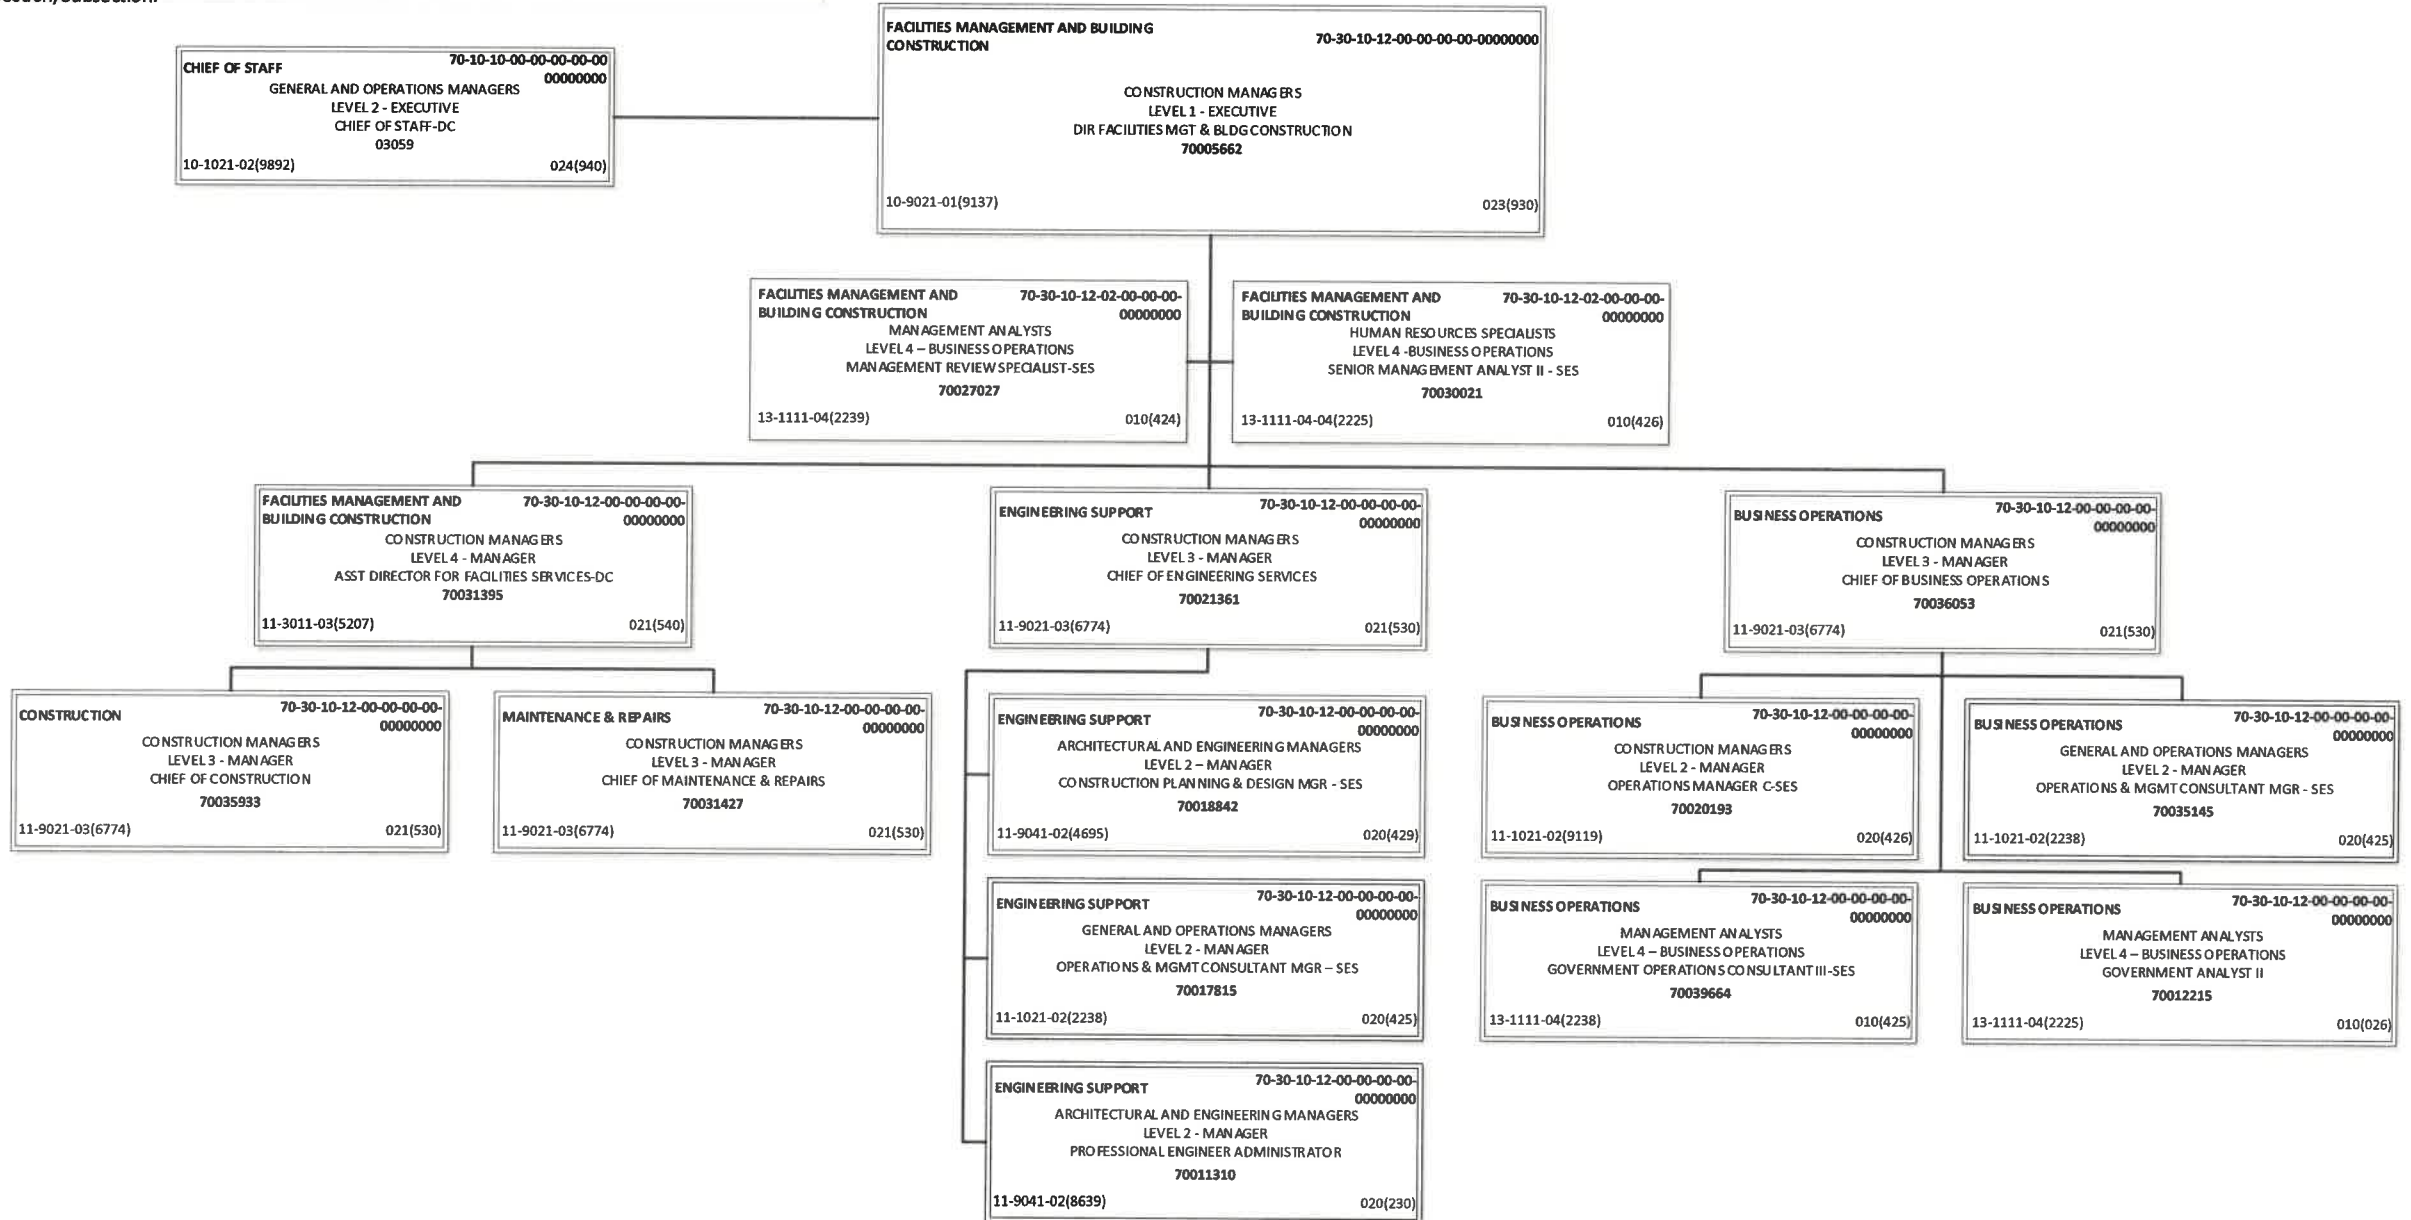 CHIEF OF STAFF
70-10-10-00-00-00-00-00
00000000
GENERAL AND OPERATIONS MANAGERS
LEVEL 2 - EXECUTIVE
CHIEF OF STAFF-DC
03059
10-1021-02(9892)
024(940)
FACILITIES MANAGEMENT AND BUILDING
CONSTRUCTION
70-30-10-12-00-00-00-00-00000000
CONSTRUCTION MANAGERS
LEVEL 1 - EXECUTIVE
DIR FACILITIES MGT & BLDG CONSTRUCTION
70005662
10-9021-01(9137)
023(930)
FACILITIES MANAGEMENT AND
BUILDING CONSTRUCTION
70-30-10-12-02-00-00-00-
00000000
MANAGEMENT ANALYSTS
LEVEL 4 – BUSINESS OPERATIONS
MANAGEMENT REVIEW SPECIALIST-SES
70027027
13-1111-04(2239)
010(424)
FACILITIES MANAGEMENT AND
BUILDING CONSTRUCTION
70-30-10-12-02-00-00-00-
00000000
HUMAN RESOURCES SPECIALISTS
LEVEL 4 -BUSINESS OPERATIONS
SENIOR MANAGEMENT ANALYST II - SES
70030021
13-1111-04-04(2225)
010(426)
FACILITIES MANAGEMENT AND
BUILDING CONSTRUCTION
70-30-10-12-00-00-00-00-
00000000
CONSTRUCTION MANAGERS
LEVEL 4 - MANAGER
ASST DIRECTOR FOR FACILITIES SERVICES-DC
70031395
11-3011-03(5207)
021(540)
ENGINEERING SUPPORT
70-30-10-12-00-00-00-00-
00000000
CONSTRUCTION MANAGERS
LEVEL 3 - MANAGER
CHIEF OF ENGINEERING SERVICES
70021361
11-9021-03(6774)
021(530)
BUSINESS OPERATIONS
70-30-10-12-00-00-00-00-
00000000
CONSTRUCTION MANAGERS
LEVEL 3 - MANAGER
CHIEF OF BUSINESS OPERATIONS
70036053
11-9021-03(6774)
021(530)
CONSTRUCTION
70-30-10-12-00-00-00-00-
00000000
CONSTRUCTION MANAGERS
LEVEL 3 - MANAGER
CHIEF OF CONSTRUCTION
70035933
11-9021-03(6774)
021(530)
MAINTENANCE & REPAIRS
70-30-10-12-00-00-00-00-
00000000
CONSTRUCTION MANAGERS
LEVEL 3 - MANAGER
CHIEF OF MAINTENANCE & REPAIRS
70031427
11-9021-03(6774)
021(530)
ENGINEERING SUPPORT
70-30-10-12-00-00-00-00-
00000000
ARCHITECTURAL AND ENGINEERING MANAGERS
LEVEL 2 – MANAGER
CONSTRUCTION PLANNING & DESIGN MGR - SES
70018842
11-9041-02(4695)
020(429)
BUSINESS OPERATIONS
70-30-10-12-00-00-00-00-
00000000
CONSTRUCTION MANAGERS
LEVEL 2 - MANAGER
OPERATIONS MANAGER C-SES
70020193
11-1021-02(9119)
020(426)
BUSINESS OPERATIONS
70-30-10-12-00-00-00-00-
00000000
GENERAL AND OPERATIONS MANAGERS
LEVEL 2 - MANAGER
OPERATIONS & MGMT CONSULTANT MGR - SES
70035145
11-1021-02(2238)
020(425)
ENGINEERING SUPPORT
70-30-10-12-00-00-00-00-
00000000
GENERAL AND OPERATIONS MANAGERS
LEVEL 2 - MANAGER
OPERATIONS & MGMT CONSULTANT MGR – SES
70017815
11-1021-02(2238)
020(425)
BUSINESS OPERATIONS
70-30-10-12-00-00-00-00-
00000000
MANAGEMENT ANALYSTS
LEVEL 4 – BUSINESS OPERATIONS
GOVERNMENT OPERATIONS CONSULTANT III-SES
70039664
13-1111-04(2238)
010(425)
BUSINESS OPERATIONS
70-30-10-12-00-00-00-00-
00000000
MANAGEMENT ANALYSTS
LEVEL 4 – BUSINESS OPERATIONS
GOVERNMENT ANALYST II
70012215
13-1111-04(2225)
010(026)
ENGINEERING SUPPORT
70-30-10-12-00-00-00-00-
00000000
ARCHITECTURAL AND ENGINEERING MANAGERS
LEVEL 2 - MANAGER
PROFESSIONAL ENGINEER ADMINISTRATOR
70011310
11-9041-02(8639)
020(230)